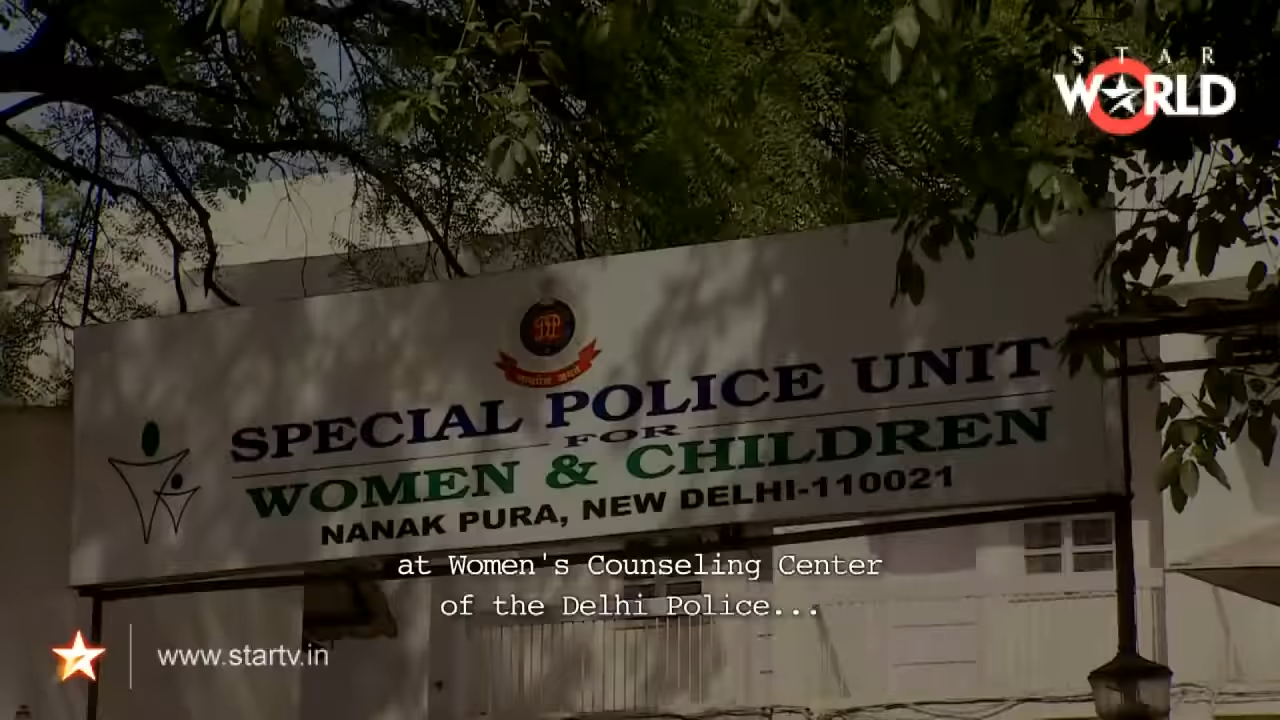 STAR
WORLD
SPECIAL POLICE UNIT
FOR
WOMEN & CHILDREN
NANAK PURA, NEW DELHI-110021
at Women's Counseling Center
of the Delhi Police...
www.startv.in